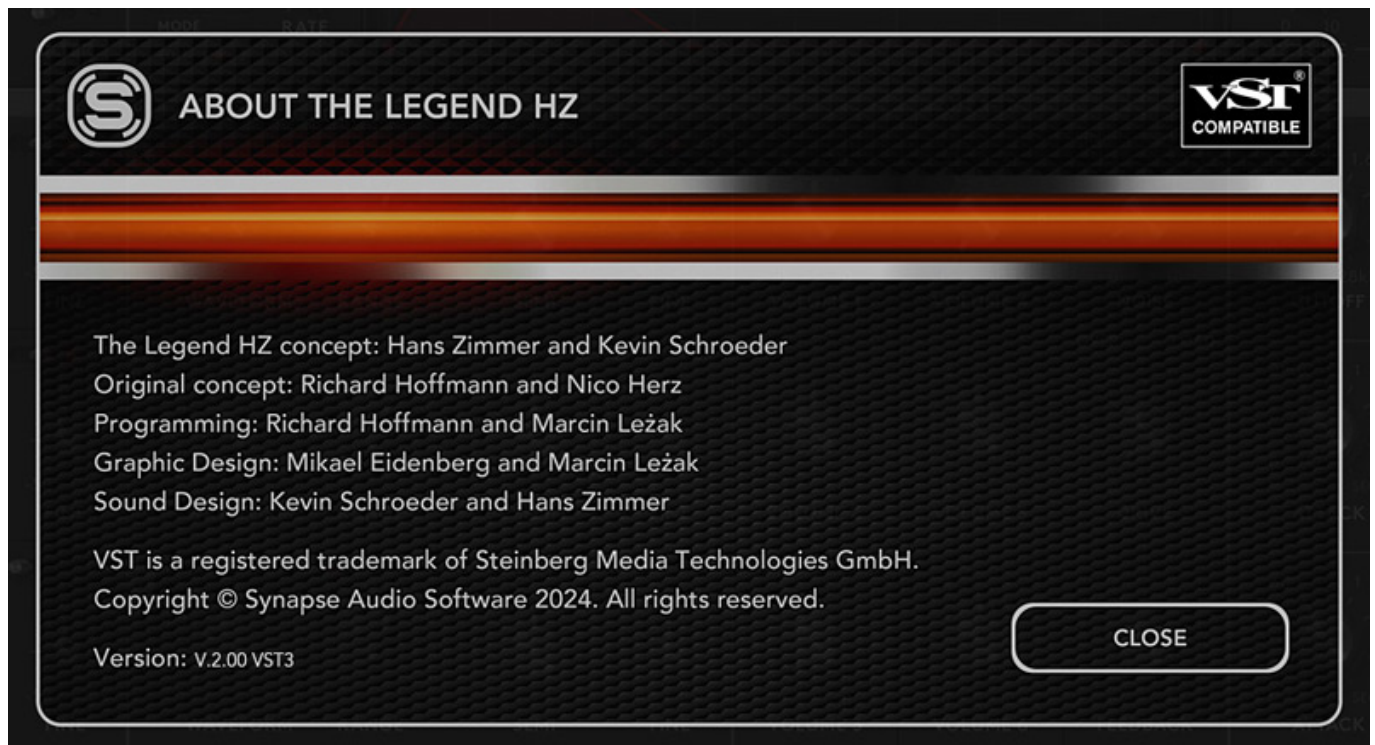 MODE RATE
S ABOUT THE LEGEND HZ
VST®
COMPATIBLE
The Legend HZ concept: Hans Zimmer and Kevin Schroeder
Original concept: Richard Hoffmann and Nico Herz
Programming: Richard Hoffmann and Marcin Leżak
Graphic Design: Mikael Eidenberg and Marcin Leżak
Sound Design: Kevin Schroeder and Hans Zimmer
VST is a registered trademark of Steinberg Media Technologies GmbH.
Copyright © Synapse Audio Software 2024. All rights reserved.
CLOSE
Version: V.2.00 VST3